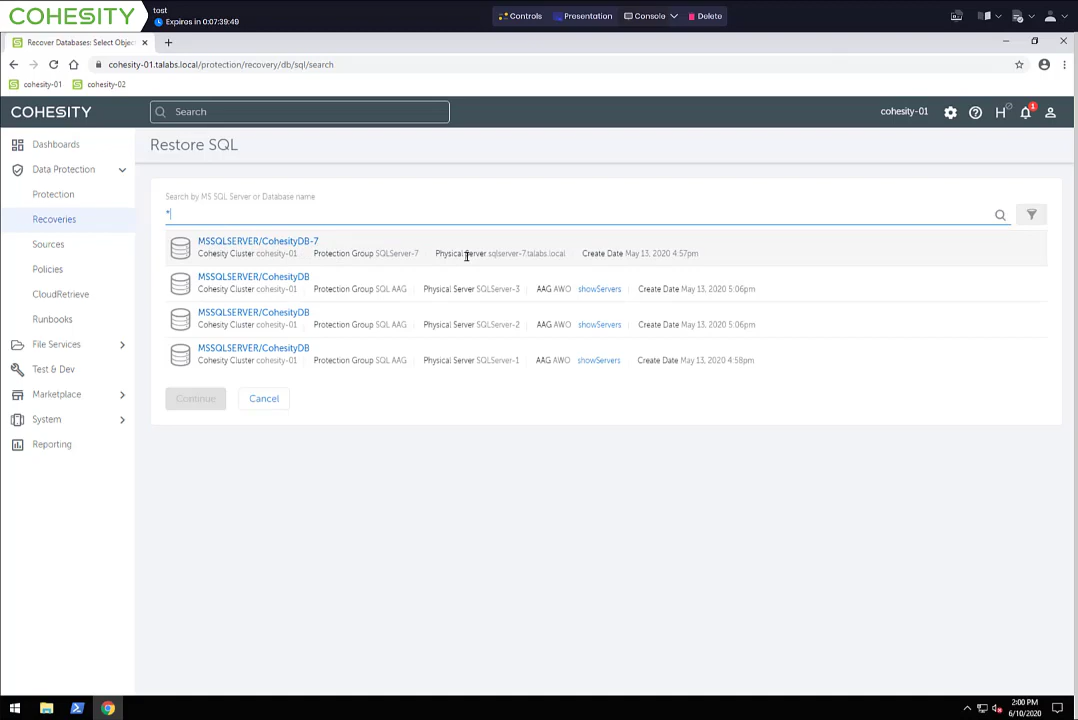 COHESITY
test
Expires in 0:07:39:49
Controls Presentation Console Delete
Recover Databases: Select Objec
cohesity-01.talabs.local/protection/recovery/db/sql/search
cohesity-01 cohesity-02
COHESITY Search cohesity-01 H 1
Dashboards
Data Protection
Protection
Recoveries
Sources
Policies
CloudRetrieve
Runbooks
File Services
Test & Dev
Marketplace
System
Reporting
Restore SQL
Search by MS SQL Server or Database name
*
MSSQLSERVER/CohesityDB-7
Cohesity Cluster cohesity-01 Protection Group SQLServer-7 Physical Server sqlserver-7.talabs.local Create Date May 13, 2020 4:57pm
MSSQLSERVER/CohesityDB
Cohesity Cluster cohesity-01 Protection Group SQL AAG Physical Server SQLServer-3 AAG AWO showServers Create Date May 13, 2020 5:06pm
MSSQLSERVER/CohesityDB
Cohesity Cluster cohesity-01 Protection Group SQL AAG Physical Server SQLServer-2 AAG AWO showServers Create Date May 13, 2020 5:06pm
MSSQLSERVER/CohesityDB
Cohesity Cluster cohesity-01 Protection Group SQL AAG Physical Server SQLServer-1 AAG AWO showServers Create Date May 13, 2020 4:58pm
Continue Cancel
2:00 PM
6/10/2020